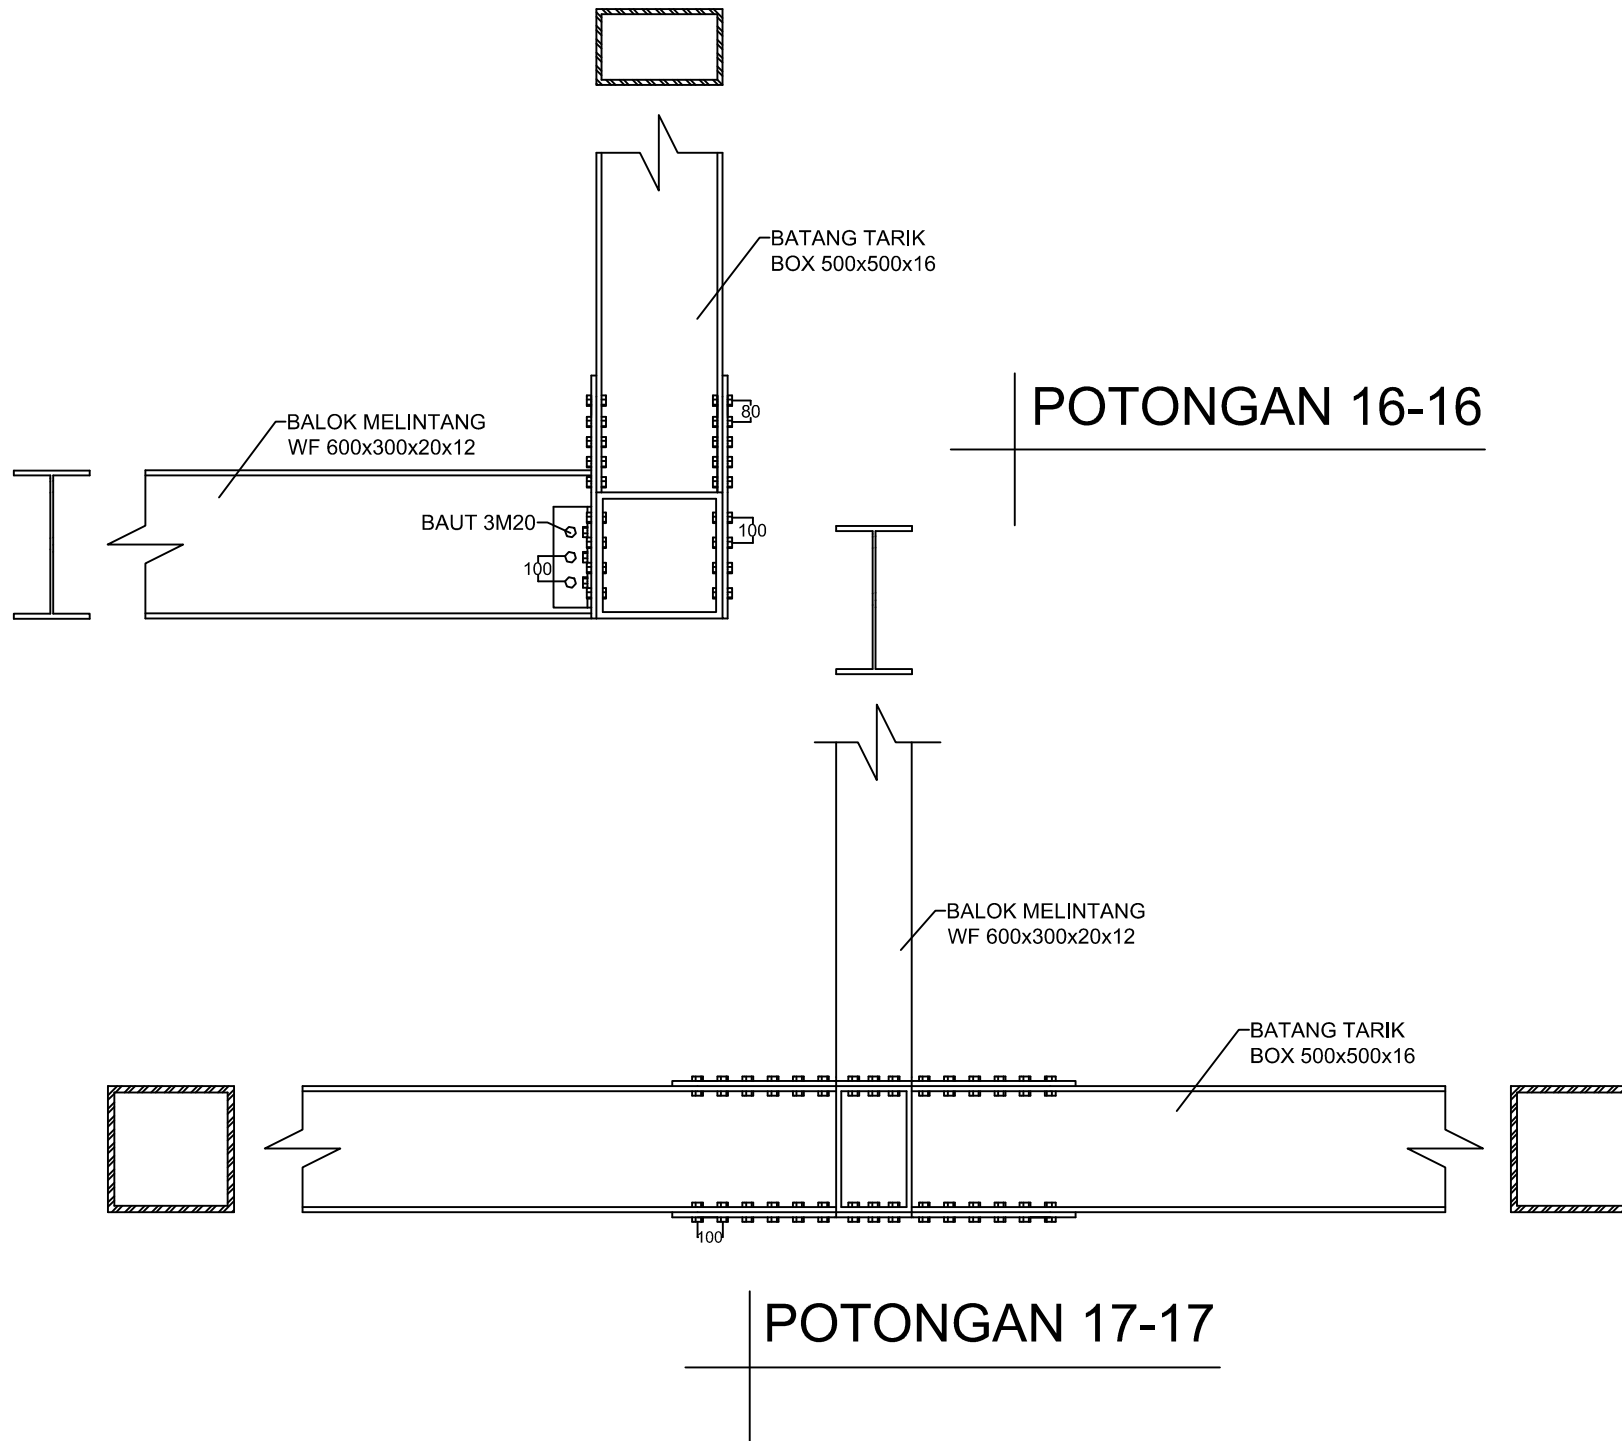 BATANG TARIK
BOX 500x500x16
POTONGAN 16-16
80
BALOK MELINTANG
WF 600x300x20x12
BAUT 3M20
100
100
BALOK MELINTANG
WF 600x300x20x12
BATANG TARIK
BOX 500x500x16
100
POTONGAN 17-17